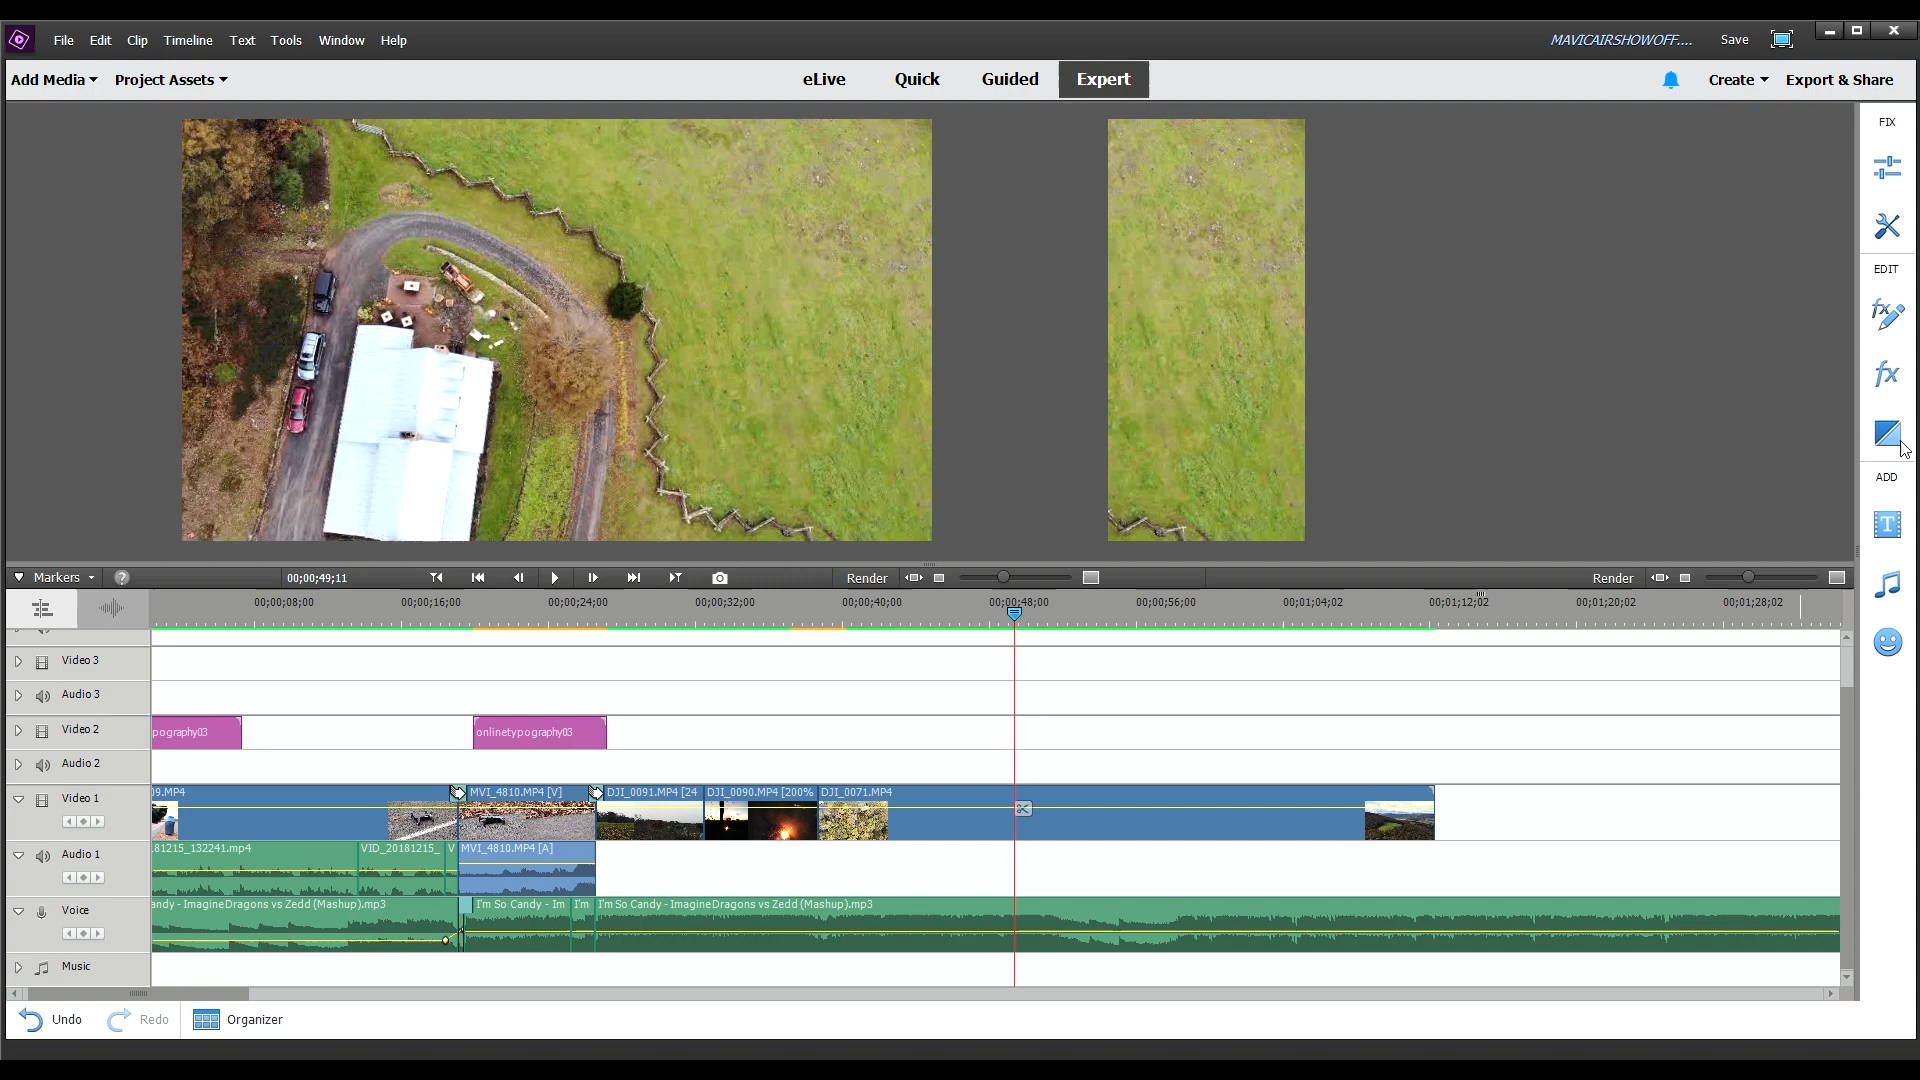 File Edit Clip Timeline Text Tools Window Help
MAVICAIRSHOWOFF.... Save
Add Media Project Assets
eLive Quick Guided Expert
Create Export & Share
FIX
EDIT
ADD
Markers ? 00;00;49;11 Render Render
00;00;08;00 00;00;16;00 00;00;24;00 00;00;32;00 00;00;40;00 00;00;48;00 00;00;56;00 00;01;04;02 00;01;12;02 00;01;20;02 00;01;28;02
Video 3
Audio 3
Video 2 pography03 onlinetypography03
Audio 2
Video 1 09.MP4 MVI_4810.MP4 [V] DJI_0091.MP4 [24 DJI_0090.MP4 [200% DJI_0071.MP4
Audio 1 81215_132241.mp4 VID_20181215_ V MVI_4810.MP4 [A]
Voice andy - ImagineDragons vs Zedd (Mashup).mp3 I'm So Candy - Im I'm I'm So Candy - ImagineDragons vs Zedd (Mashup).mp3
Music
Undo Redo Organizer